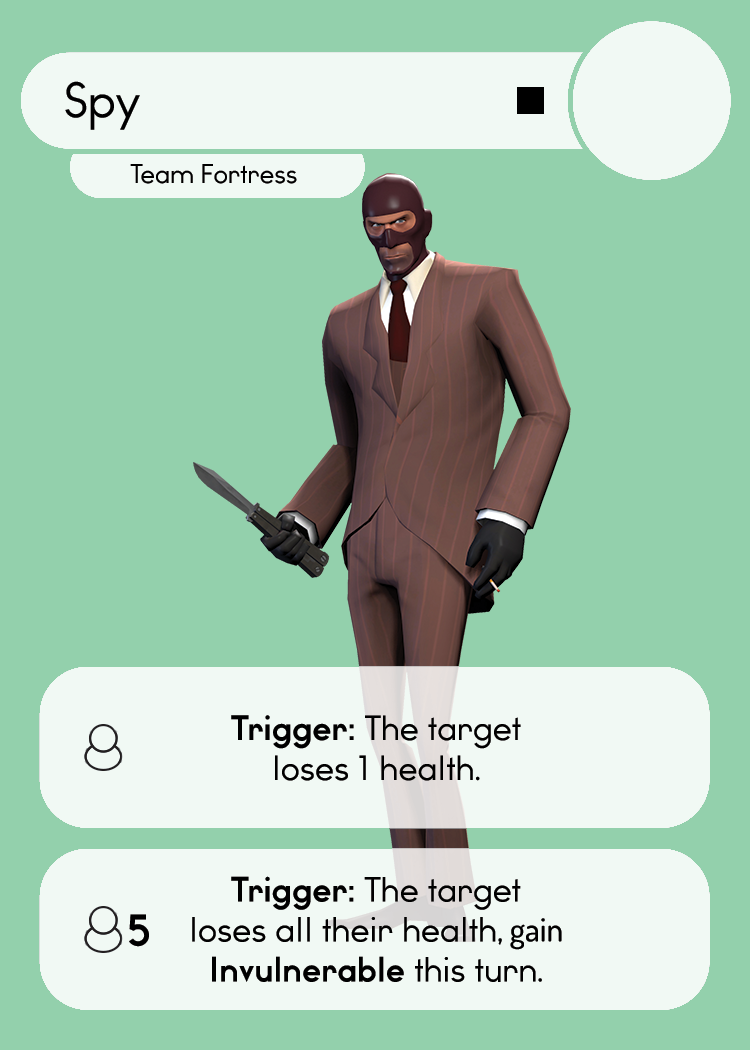 Spy
Team Fortress
Trigger: The target
loses 1 health.
Trigger: The target
5 loses all their health, gain
Invulnerable this turn.